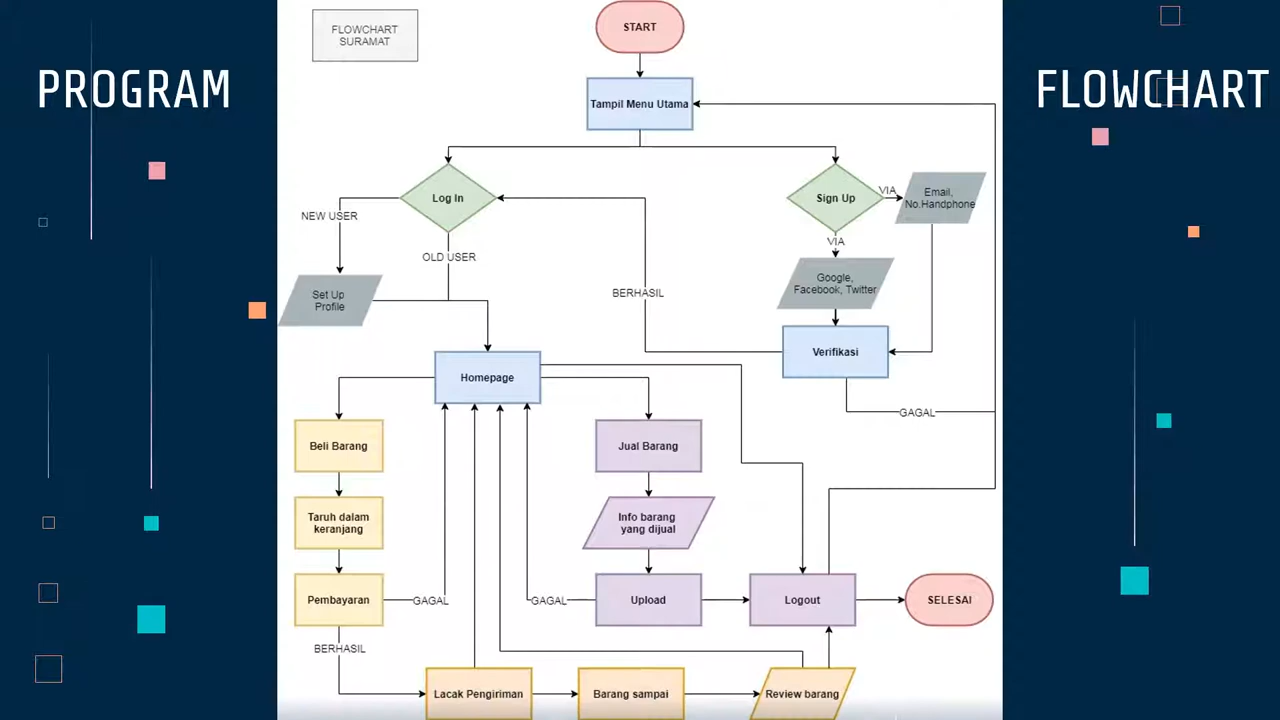 PROGRAM
FLOWCHART
FLOWCHART
SURAMAT
START
Tampil Menu Utama
Log In
Sign Up
VIA
Email,
No.Handphone
NEW USER
OLD USER
VIA
Set Up
Profile
Google,
Facebook, Twitter
BERHASIL
Verifikasi
Homepage
GAGAL
Beli Barang
Jual Barang
Taruh dalam
keranjang
Info barang
yang dijual
Pembayaran
GAGAL
GAGAL
Upload
Logout
SELESAI
BERHASIL
Lacak Pengiriman
Barang sampai
Review barang